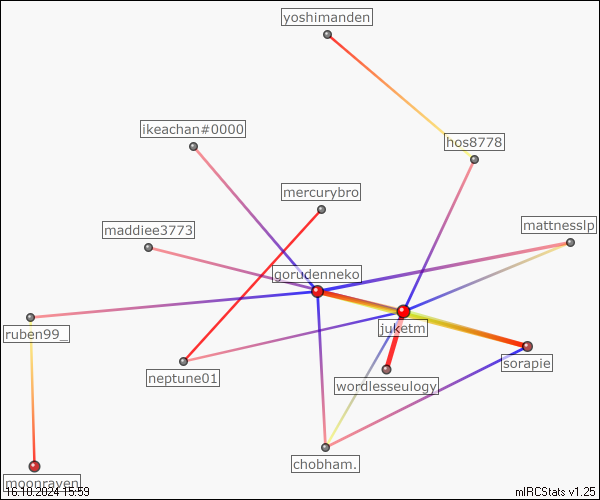 yoshimanden
ikeachan#0000
hos8778
mercurybro
mattnesslp
maddiee3773
gorudenneko
juketm
ruben99_
sorapie
neptune01
wordlesseulogy
chobham.
moonraven
16.10.2024 15:59
mIRCStats v1.25